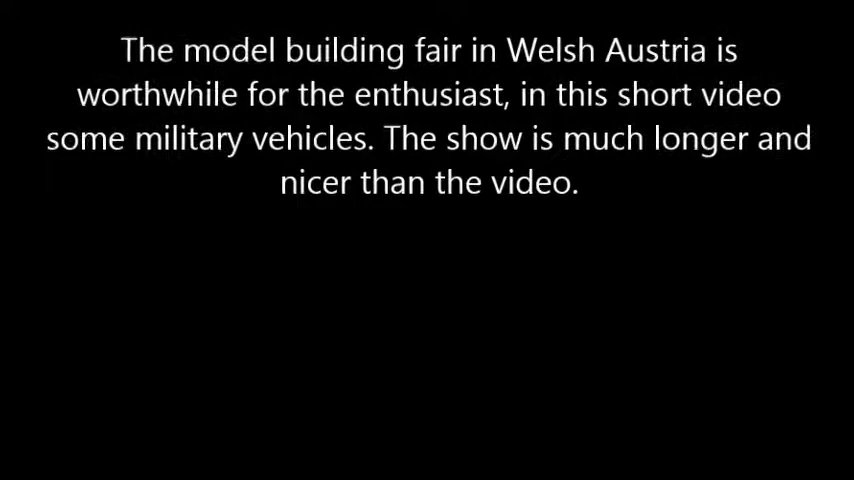 The model building fair in Welsh Austria is
worthwhile for the enthusiast, in this short video
some military vehicles. The show is much longer and
nicer than the video.